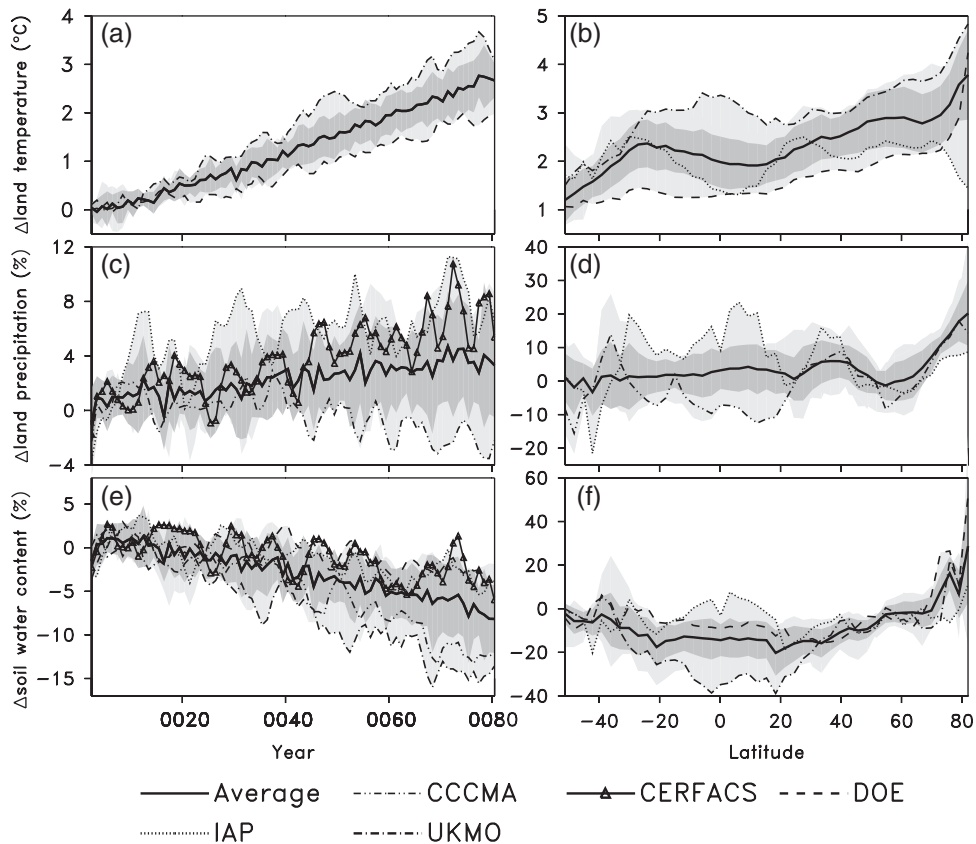 (a)
(b)
Δland temperature (°C)
4
3
2
1
0
5
4
3
2
1
(c)
(d)
Δland precipitation (%)
12
8
4
0
−4
40
30
20
10
0
−10
−20
(e)
(f)
Δsoil water content (%)
5
0
−5
−10
−15
60
40
20
0
−20
−40
0020 0040 0060 0080
−40 −20 0 20 40 60 80
Year
Latitude
Average CCCMA CERFACS DOE
IAP UKMO